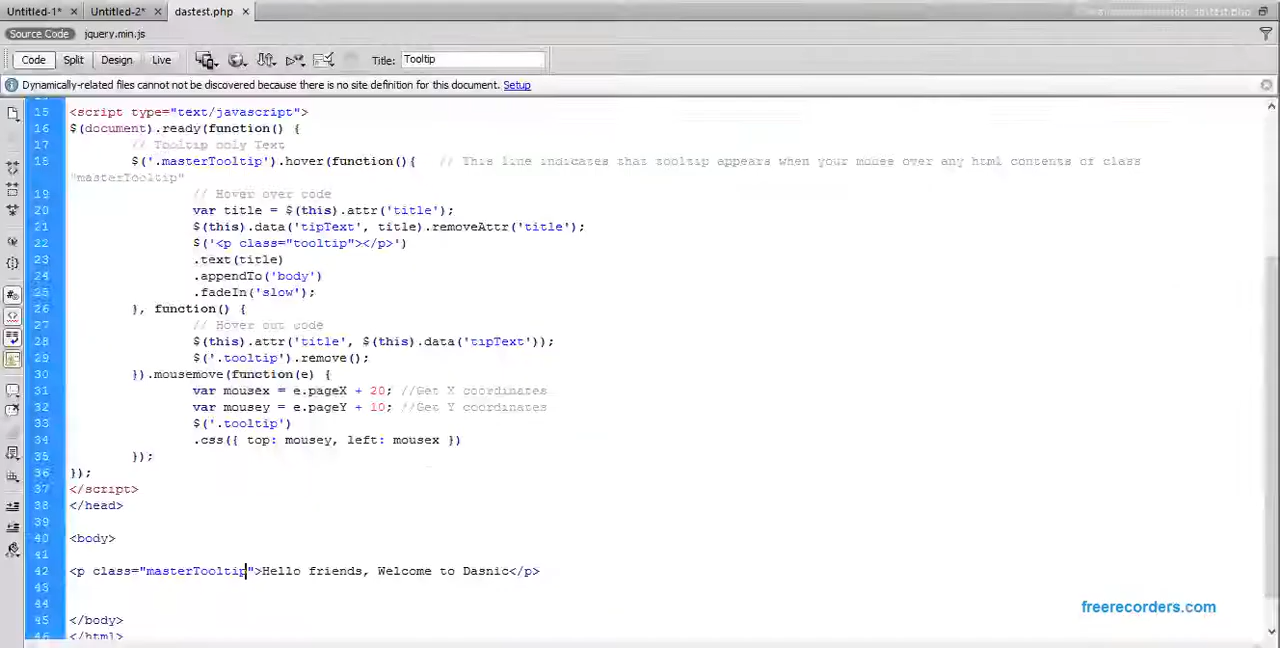 Untitled-1* × Untitled-2* × dastest.php ×
Source Code jquery.min.js
Code Split Design Live Title: Tooltip
Dynamically-related files cannot not be discovered because there is no site definition for this document. Setup
15 <script type="text/javascript">
16 $(document).ready(function() {
17 // Tooltip only Text
18 $('.masterTooltip').hover(function(){ // This line indicates that tooltip appears when your mouse over any html contents of class
"masterTooltip"
19 // Hover over code
20 var title = $(this).attr('title');
21 $(this).data('tipText', title).removeAttr('title');
22 $('<p class="tooltip"></p>')
23 .text(title)
24 .appendTo('body')
25 .fadeIn('slow');
26 }, function() {
27 // Hover out code
28 $(this).attr('title', $(this).data('tipText'));
29 $('.tooltip').remove();
30 }).mousemove(function(e) {
31 var mousex = e.pageX + 20; //Get X coordinates
32 var mousey = e.pageY + 10; //Get Y coordinates
33 $('.tooltip')
34 .css({ top: mousey, left: mousex })
35 });
36 });
37 </script>
38 </head>
39
40 <body>
41
42 <p class="masterTooltip">Hello friends, Welcome to Dasnic</p>
43
44
45 </body>
46 </html>
freerecorders.com